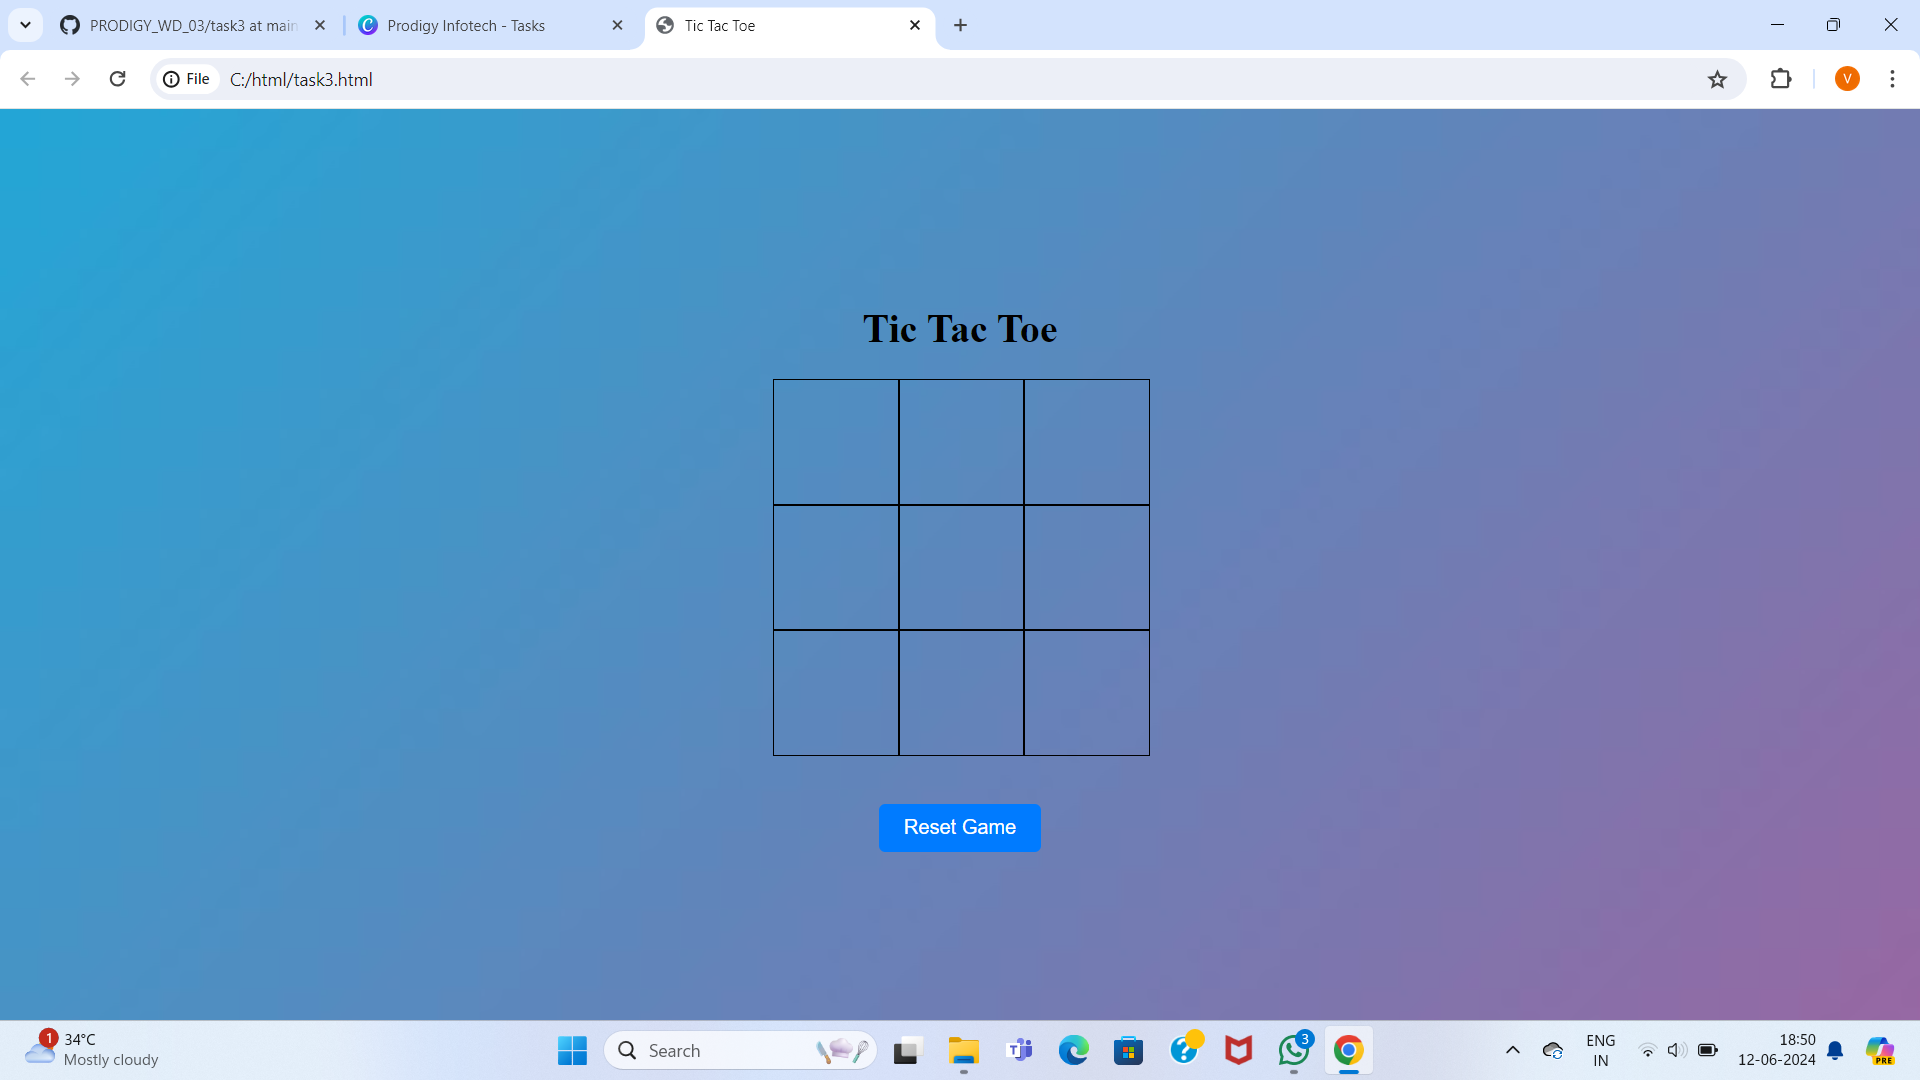 PRODIGY_WD_03/task3 at main
Prodigy Infotech - Tasks
Tic Tac Toe
File
C:/html/task3.html
V
Tic Tac Toe
Reset Game
1
34°C
Mostly cloudy
Search
T
?
3
ENG
IN
18:50
12-06-2024
PRE